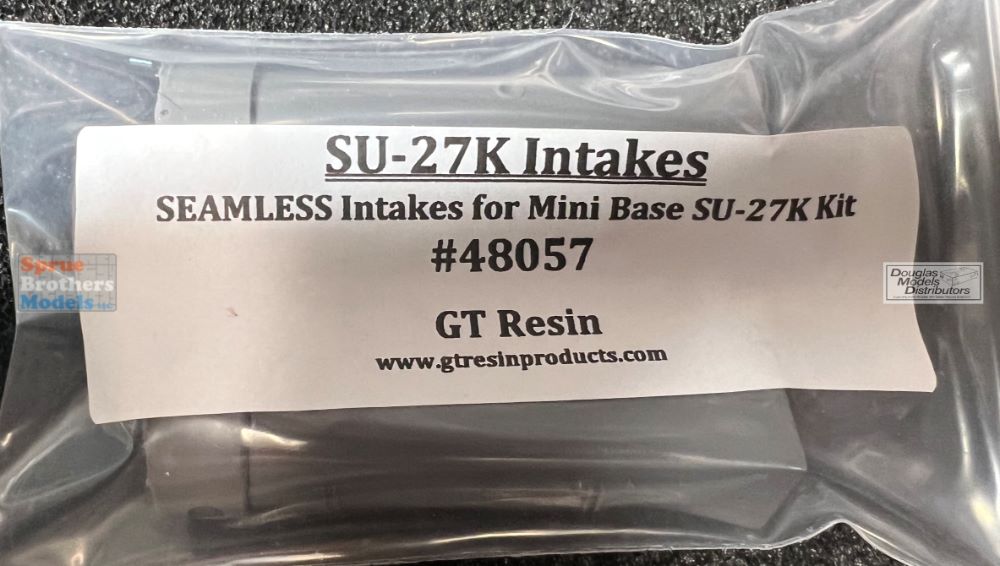 SU-27K Intakes
SEAMLESS Intakes for Mini Base SU-27K Kit
#48057
GT Resin
www.gtresinproducts.com
Sprue
Brothers
Models LLC
Douglas
Models
Distributors